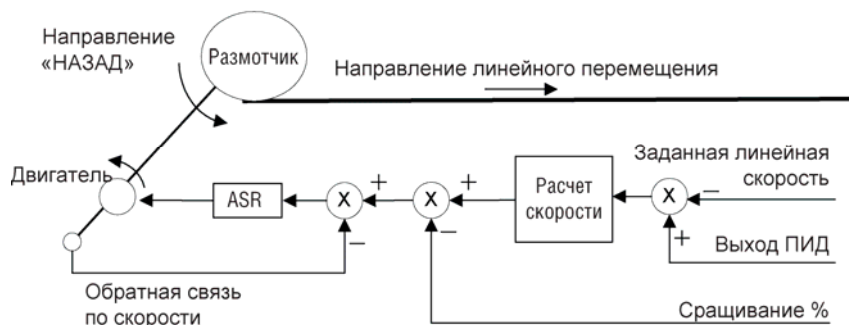 Направление
«НАЗАД»
Размотчик
Направление линейного перемещения
Двигатель
ASR
X
X
Расчет
скорости
X
Заданная линейная
скорость
Выход ПИД
Обратная связь
по скорости
Сращивание %
+
+
+
−
−
−